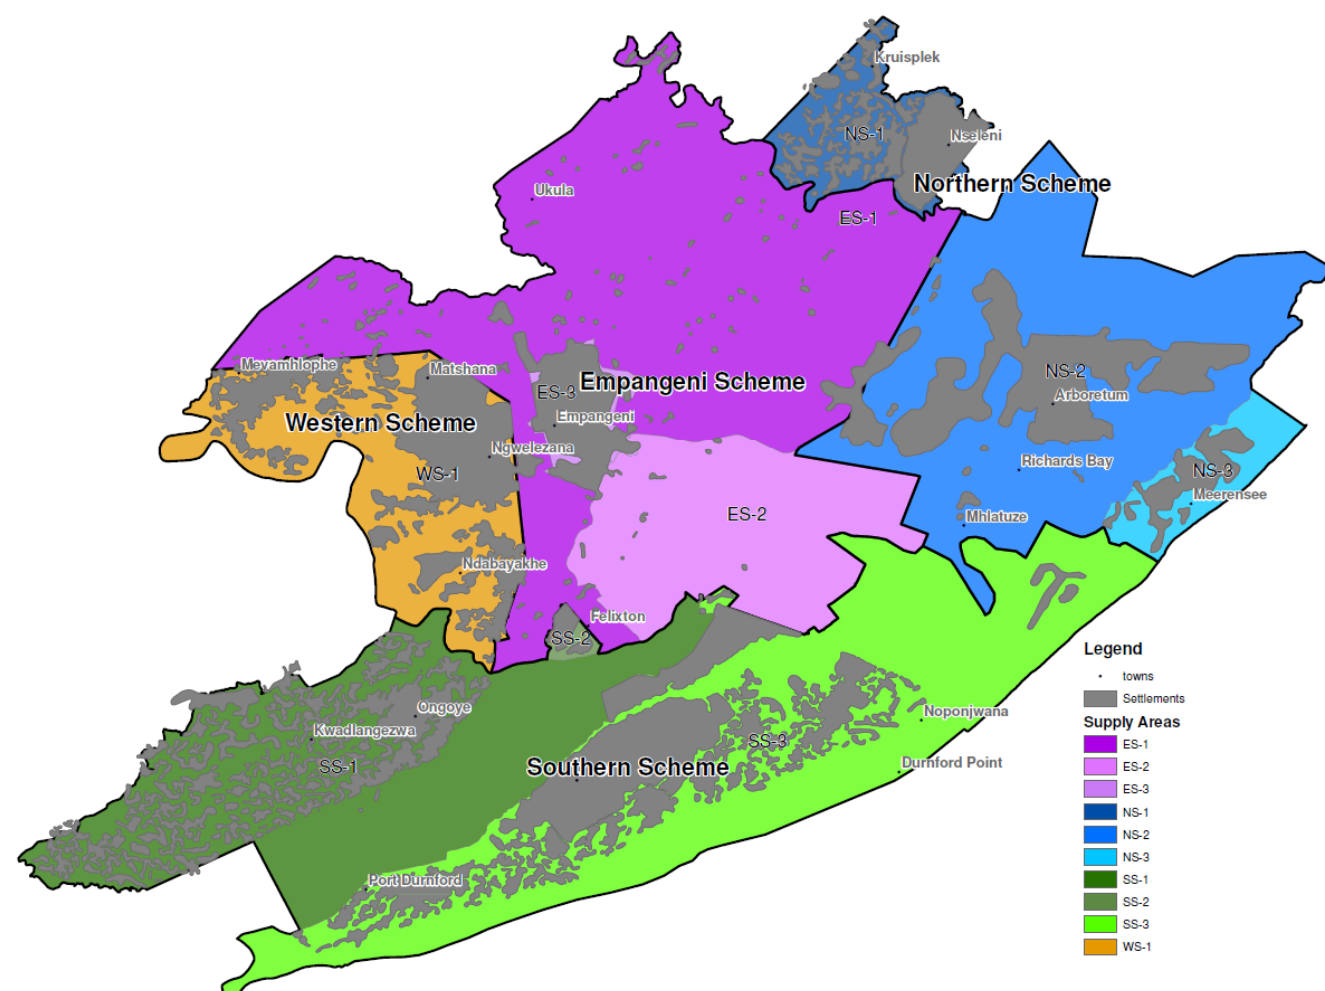 Kruisplek
NS-1
Nseleni
Northern Scheme
Ukula
ES-1
Mevamhlophe
Matshana
ES-3
Empangeni Scheme
NS-2
Arboretum
Western Scheme
Empangeni
Ngwelezana
WS-1
Richards Bay
NS-3
Meerensee
ES-2
Mhlatuze
Ndabayakhe
Felixton
SS-2
Ongoye
Kwadlangezwa
SS-1
Noponjwana
SS-3
Southern Scheme
Durnford Point
Port Durnford
Legend
towns
Settlements
Supply Areas
ES-1
ES-2
ES-3
NS-1
NS-2
NS-3
SS-1
SS-2
SS-3
WS-1